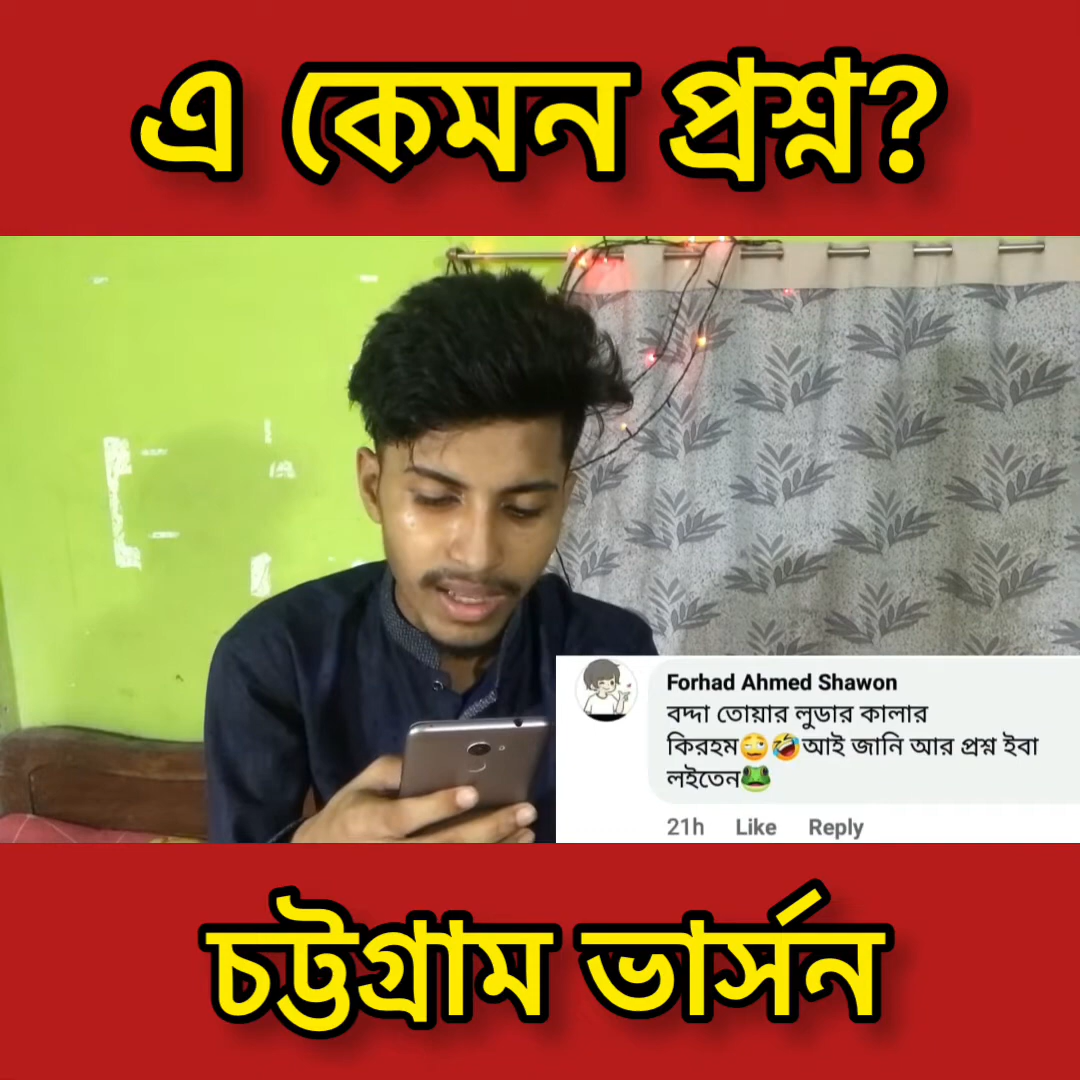 এ কেমন প্রশ্ন?
Forhad Ahmed Shawon
বদ্দা তোয়ার লুডার কালার
কিরহম🥴🤣আই জানি আর প্রশ্ন ইবা
লইতেন🐸
21h Like Reply
চট্টগ্রাম ভার্সন